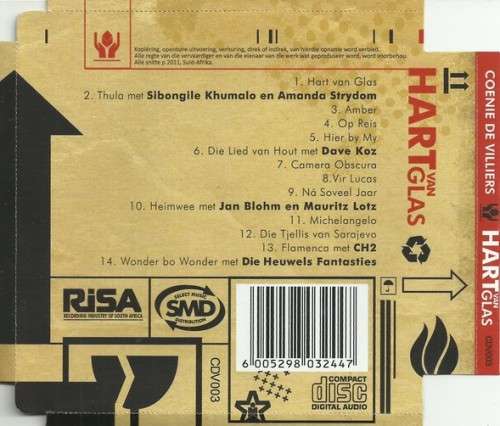 Kopiëring, openbare uitvoering, verhuring, direk of indirek, van hierdie opname word verbied.
Alle regte van die vervaardiger en van die eienaar van die werk wat geproduseer word, word voorbehou.
Alle snitte p 2011, Suid-Afrika.
1. Hart van Glas
2. Thula met Sibongile Khumalo en Amanda Strydom
3. Amber
4. Op Reis
5. Hier by My
6. Die Lied van Hout met Dave Koz
7. Camera Obscura
8.Vir Lucas
9. Ná Soveel Jaar
10. Heimwee met Jan Blohm en Mauritz Lotz
11. Michelangelo
12. Die Tjellis van Sarajevo
13. Flamenco met CH2
14. Wonder bo Wonder met Die Heuwels Fantasties
HART VAN GLAS
COENIE DE VILLIERS
HART VAN GLAS
CDV003
RiSA
RECORDING INDUSTRY OF SOUTH AFRICA
SELECT MUSIC
SMD
DISTRIBUTION
CDV003
6 005298 032447
COMPACT
disc
DIGITAL AUDIO